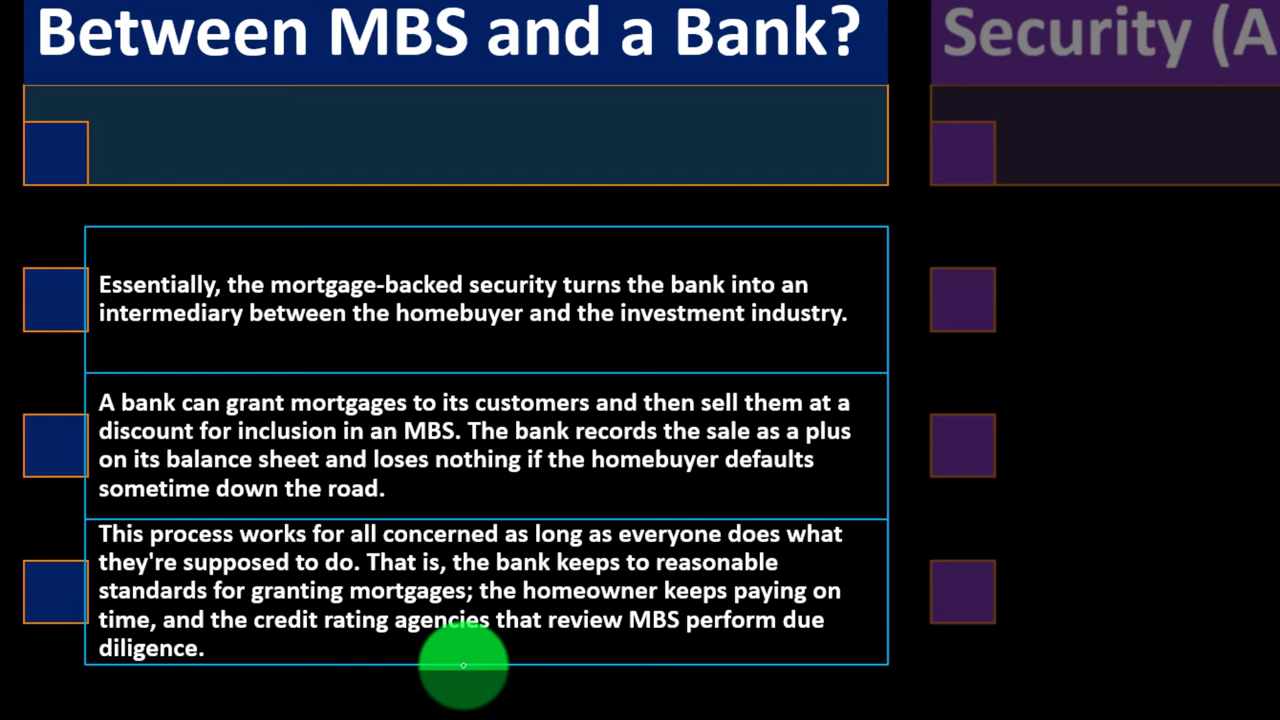 Between MBS and a Bank?
Security (A
Essentially, the mortgage-backed security turns the bank into an
intermediary between the homebuyer and the investment industry.
A bank can grant mortgages to its customers and then sell them at a
discount for inclusion in an MBS. The bank records the sale as a plus
on its balance sheet and loses nothing if the homebuyer defaults
sometime down the road.
This process works for all concerned as long as everyone does what
they're supposed to do. That is, the bank keeps to reasonable
standards for granting mortgages; the homeowner keeps paying on
time, and the credit rating agencies that review MBS perform due
diligence.